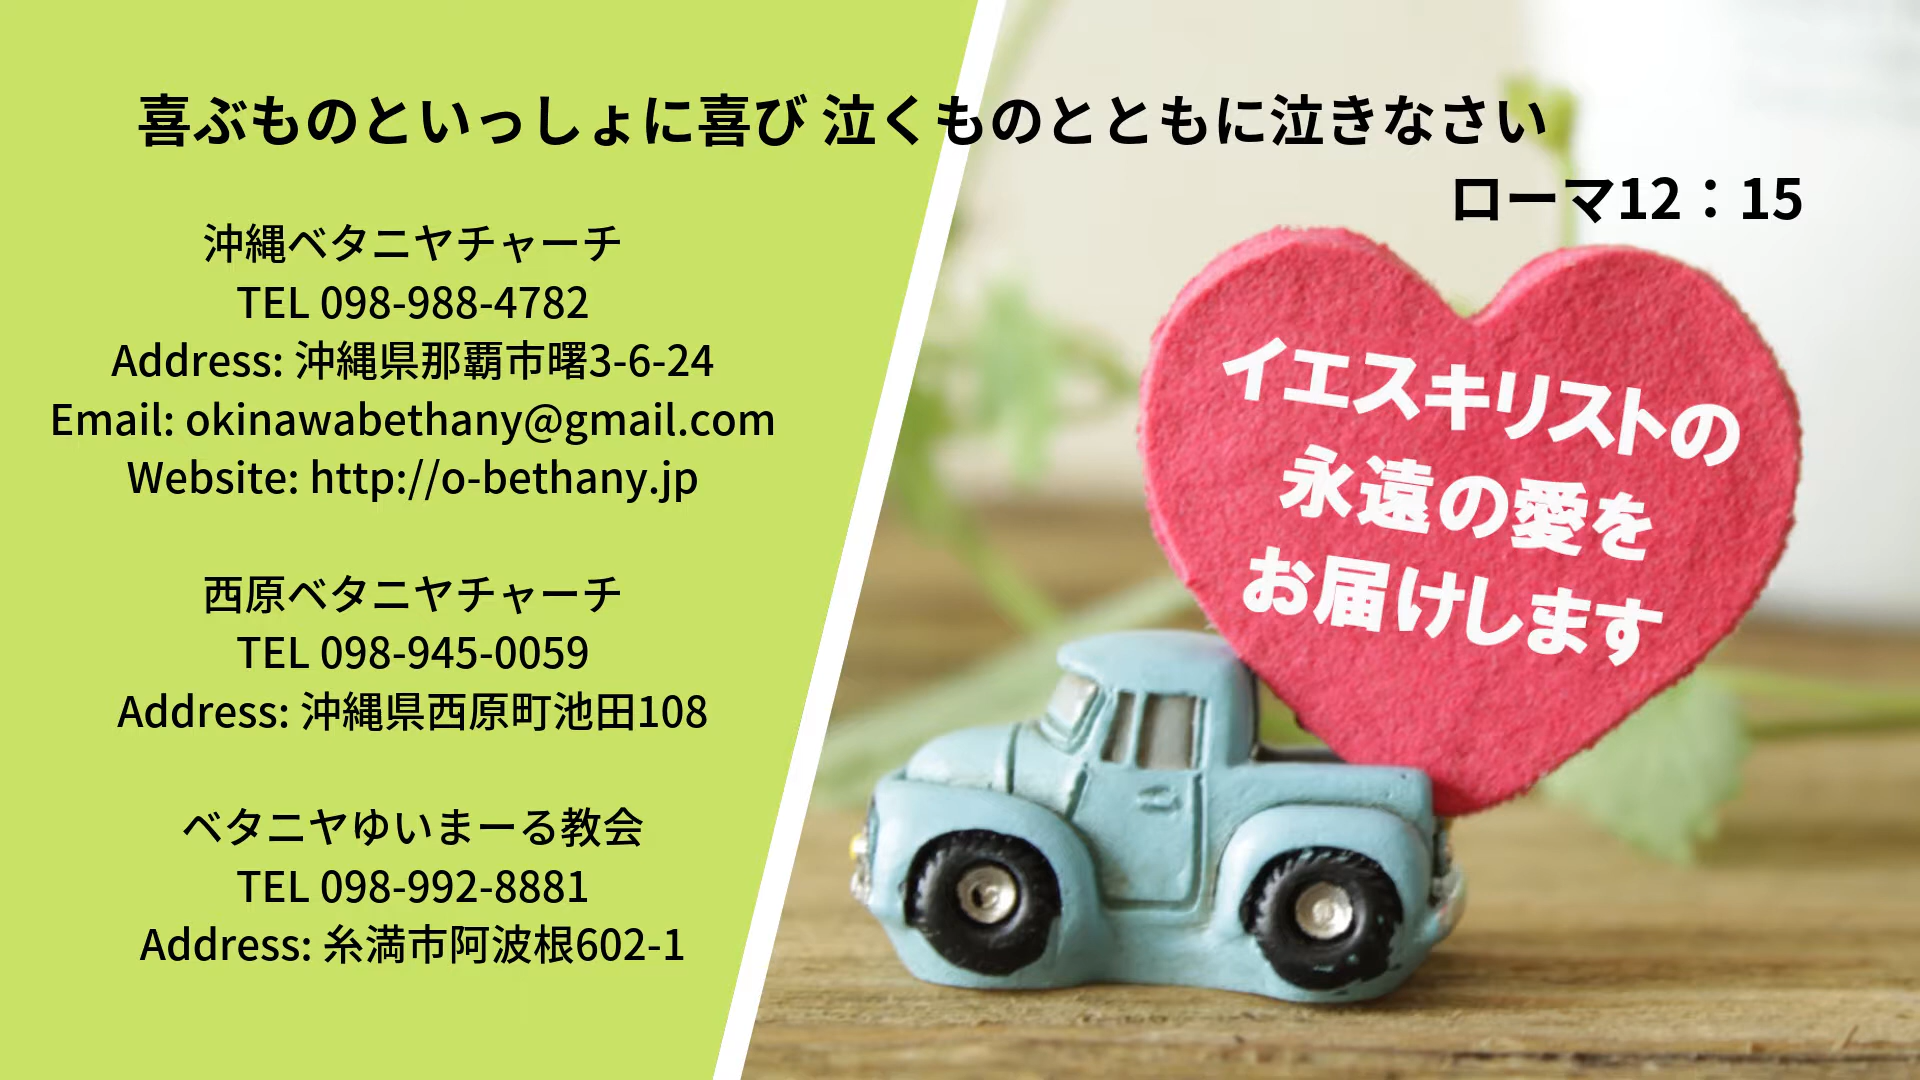 喜ぶものといっしょに喜び 泣くものとともに泣きなさい
ローマ12：15
沖縄ベタニヤチャーチ
TEL 098-988-4782
Address: 沖縄県那覇市曙3-6-24
Email: okinawabethany@gmail.com
Website: http://o-bethany.jp
西原ベタニヤチャーチ
TEL 098-945-0059
Address: 沖縄県西原町池田108
ベタニヤゆいまーる教会
TEL 098-992-8881
Address: 糸満市阿波根602-1
イエスキリストの
永遠の愛を
お届けします